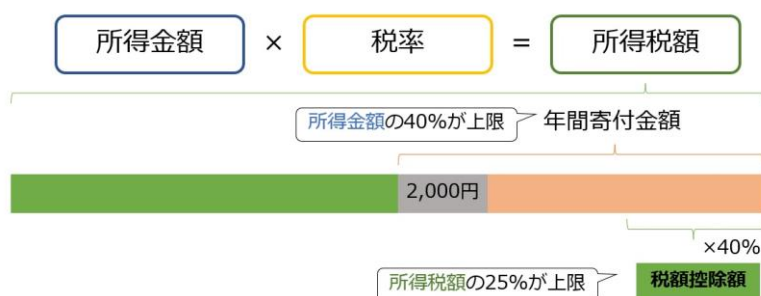 所得金額 × 税率 = 所得税額
所得金額の40%が上限 年間寄付金額
2,000円
×40%
所得税額の25%が上限 税額控除額